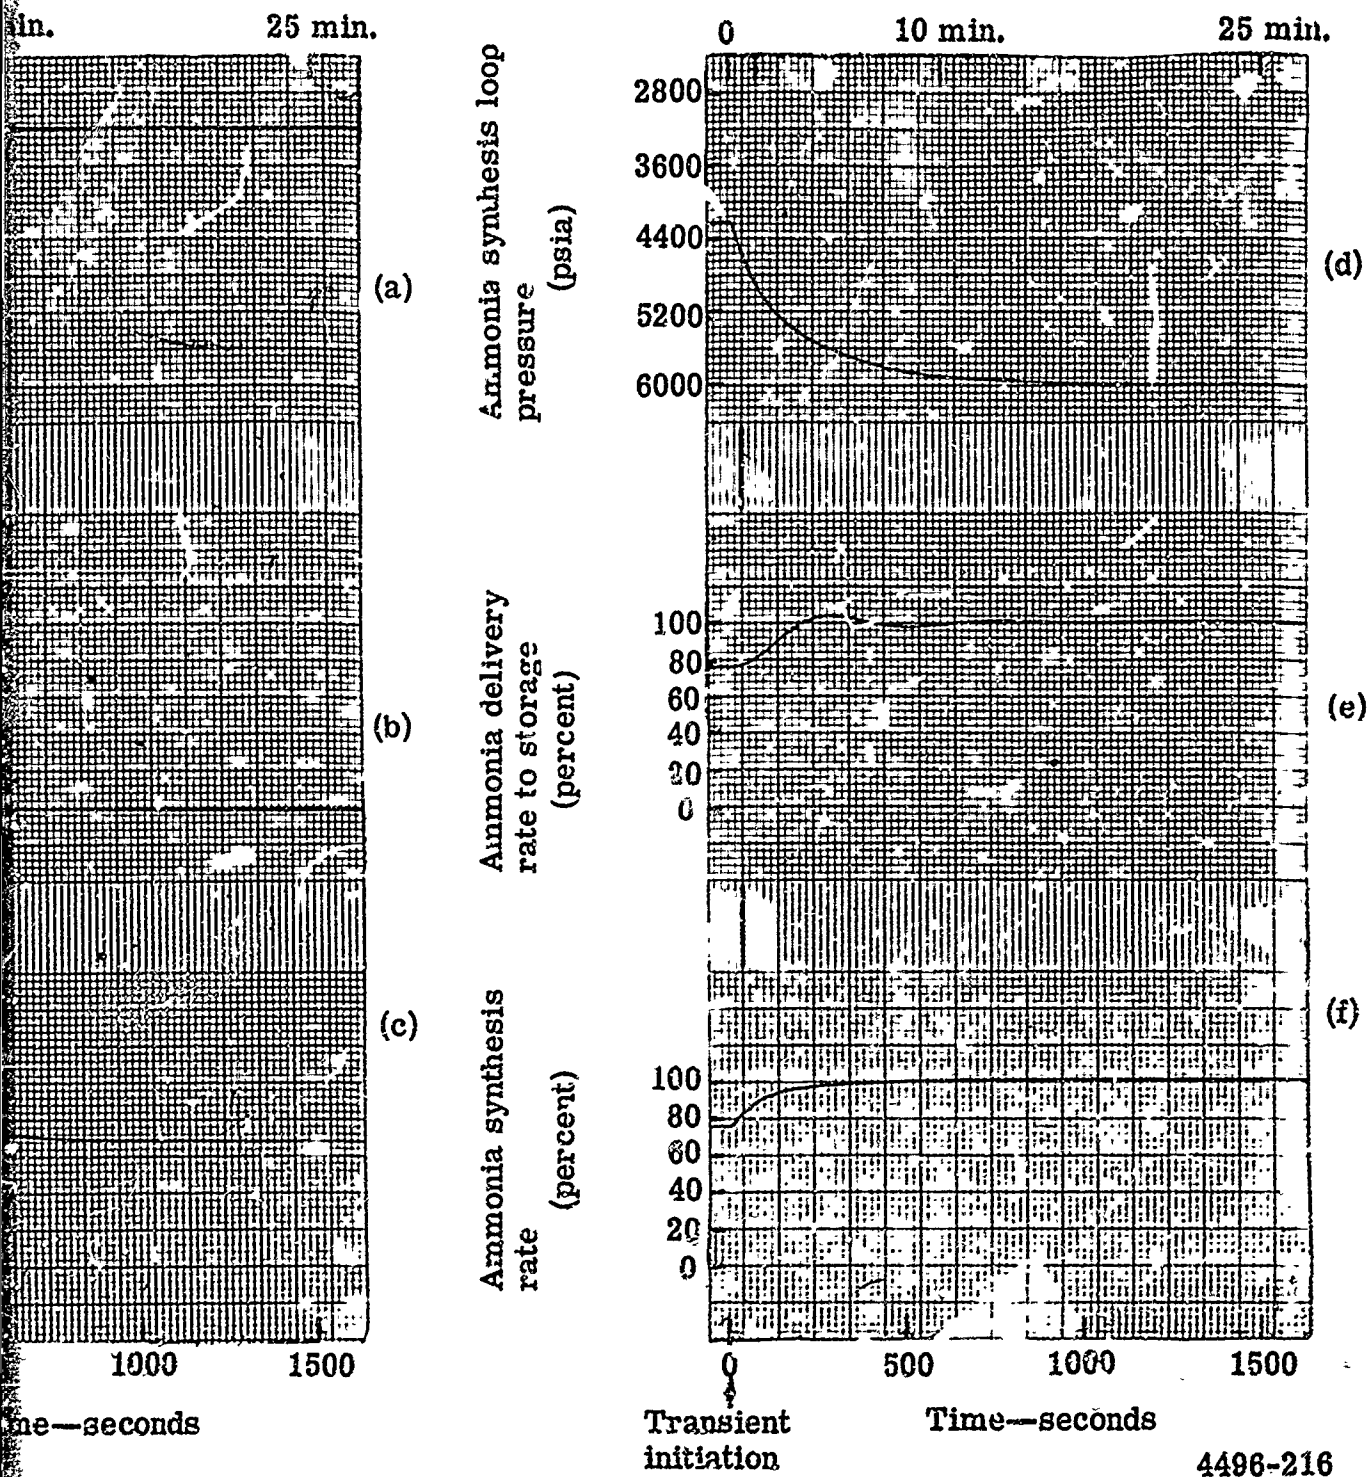 in.
25 min.
(a)
(b)
(c)
1000
1500
me—seconds
Ammonia synthesis loop
pressure
(psia)
0
10 min.
25 min.
2800
3600
4400
5200
6000
(d)
Ammonia delivery
rate to storage
(percent)
100
80
60
40
20
0
(e)
Ammonia synthesis
rate
(percent)
100
80
60
40
20
0
(f)
0
500
1000
1500
Transient
initiation
Time—seconds
4496-216